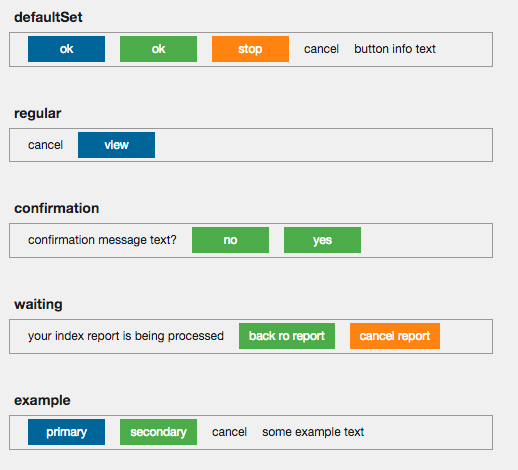 defaultSet
ok ok stop cancel button info text
regular
cancel view
confirmation
confirmation message text? no yes
waiting
your index report is being processed back ro report cancel report
example
primary secondary cancel some example text